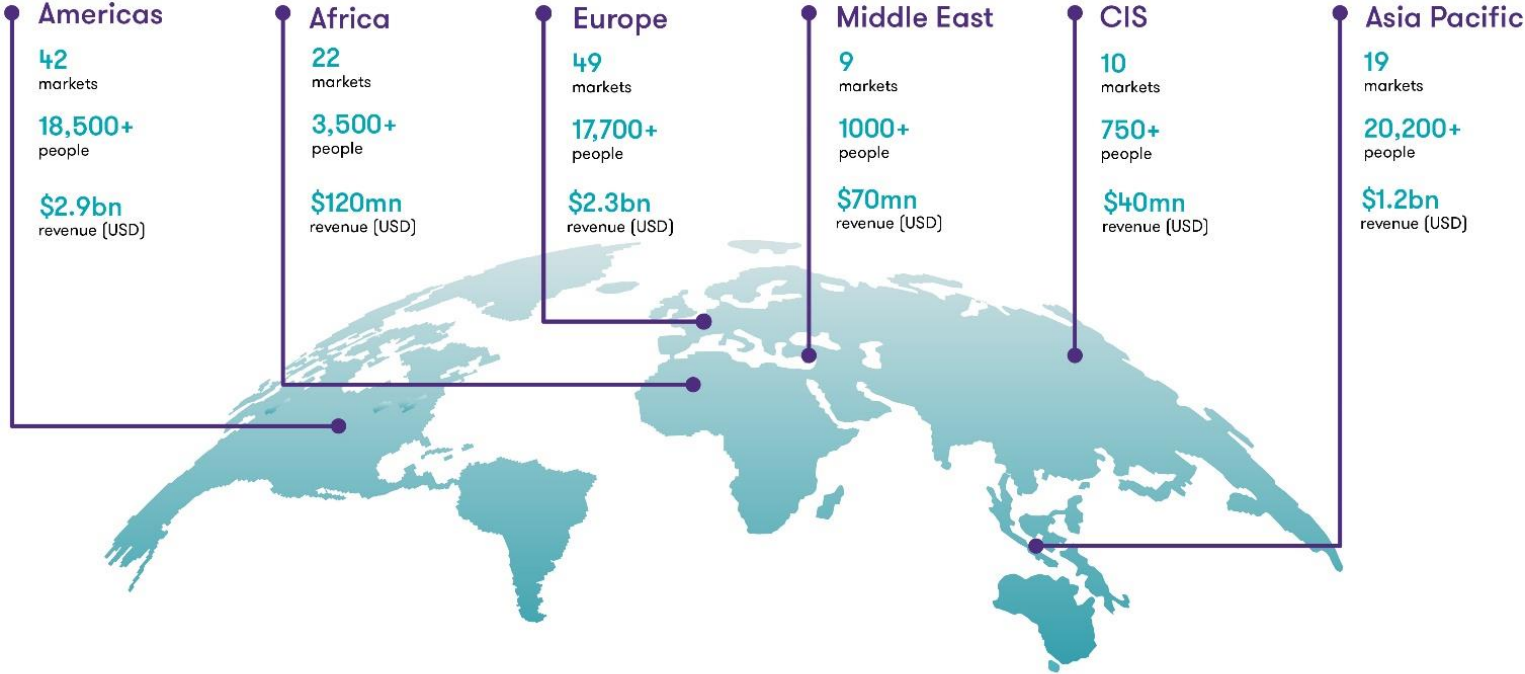 Americas
42
markets
18,500+
people
$2.9bn
revenue (USD)
Africa
22
markets
3,500+
people
$120mn
revenue (USD)
Europe
49
markets
17,700+
people
$2.3bn
revenue (USD)
Middle East
9
markets
1000+
people
$70mn
revenue (USD)
CIS
10
markets
750+
people
$40mn
revenue (USD)
Asia Pacific
19
markets
20,200+
people
$1.2bn
revenue (USD)